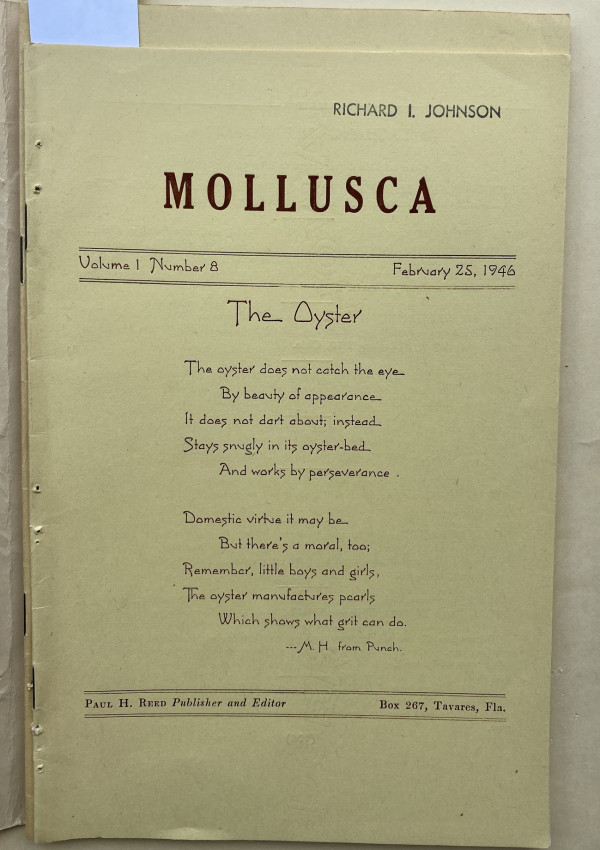 RICHARD I. JOHNSON
MOLLUSCA
Volume 1 Number 8 February 25, 1946
The Oyster
The oyster does not catch the eye
By beauty of appearance
It does not dart about; instead
Stays snugly in its oyster-bed
And works by perseverance .
Domestic virtue it may be
But there's a moral, too;
Remember, little boys and girls,
The oyster manufactures pearls
Which shows what grit can do.
---M. H. from Punch.
PAUL H. REED Publisher and Editor Box 267, Tavares, Fla.